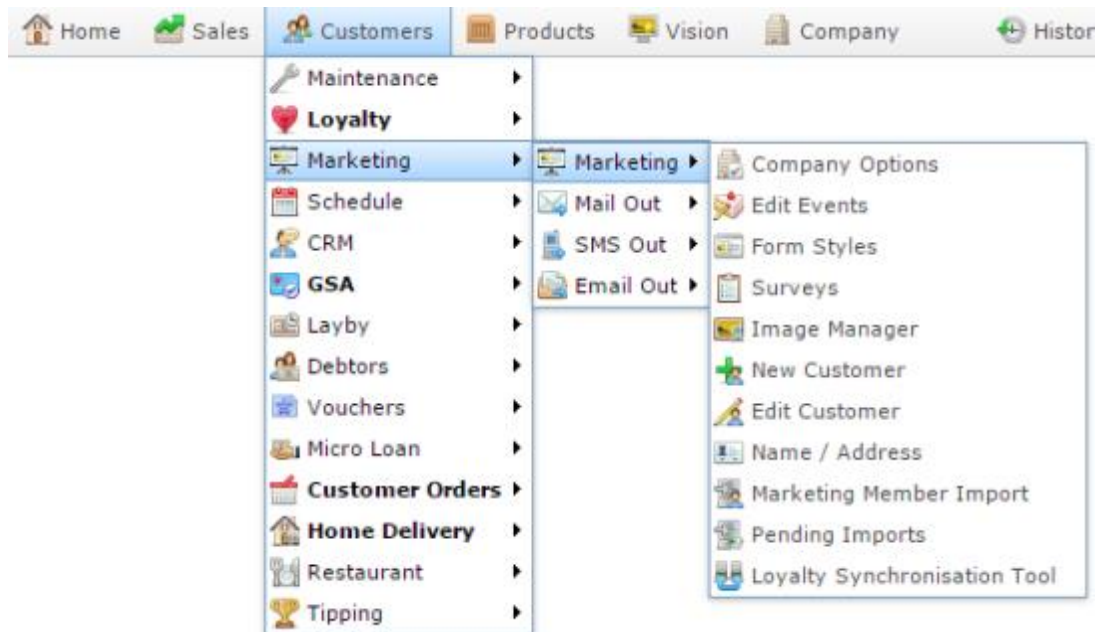 Home Sales Customers Products Vision Company Histor
Maintenance
Loyalty
Marketing
Schedule
CRM
GSA
Layby
Debtors
Vouchers
Micro Loan
Customer Orders
Home Delivery
Restaurant
Tipping
Marketing
Mail Out
SMS Out
Email Out
Company Options
Edit Events
Form Styles
Surveys
Image Manager
New Customer
Edit Customer
Name / Address
Marketing Member Import
Pending Imports
Loyalty Synchronisation Tool